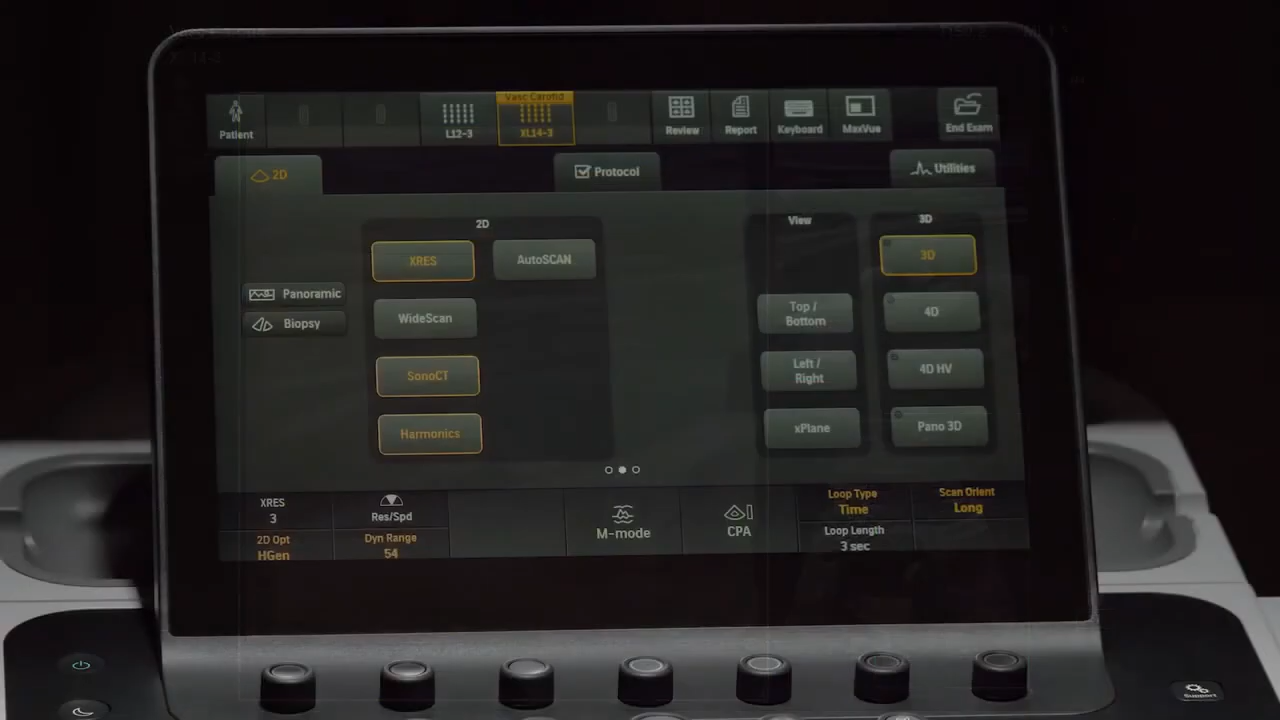 Vasc Carotid
Patient
L12-3
XL14-3
Review
Report
Keyboard
MaxVue
End Exam
2D
Protocol
Utilities
2D
View
3D
XRES
AutoSCAN
3D
Panoramic
Biopsy
WideScan
Top /
Bottom
4D
SonoCT
Left /
Right
4D HV
Harmonics
xPlane
Pano 3D
XRES
3
Res/Spd
Loop Type
Time
Scan Orient
Long
2D Opt
HGen
Dyn Range
54
M-mode
CPA
Loop Length
3 sec
Support